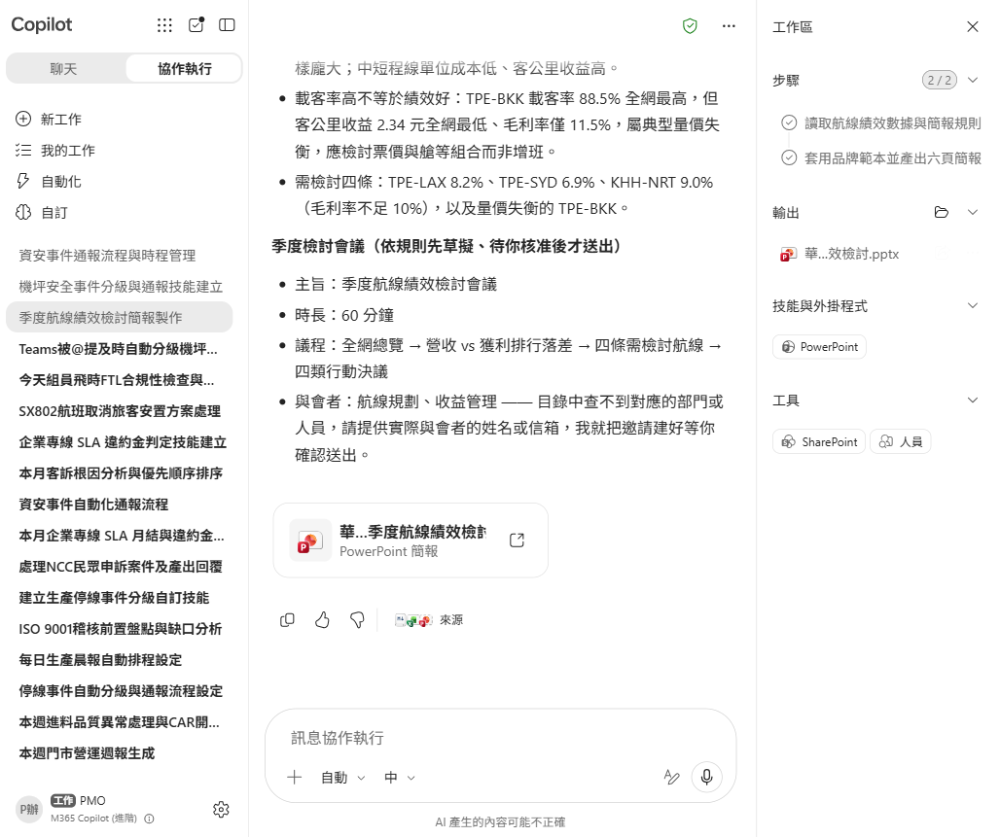 Copilot
聊天
協作執行
新工作
我的工作
自動化
自訂
資安事件通報流程與時程管理
機坪安全事件分級與通報技能建立
季度航線績效檢討簡報製作
Teams被@提及時自動分級機坪...
今天組員飛時FTL合規性檢查與...
SX802航班取消旅客安置方案處理
企業專線 SLA 違約金判定技能建立
本月客訴根因分析與優先順序排序
資安事件自動化通報流程
本月企業專線 SLA 月結與違約金...
處理NCC民眾申訴案件及產出回覆
建立生產停線事件分級自訂技能
ISO 9001稽核前置盤點與缺口分析
每日生產晨報自動排程設定
停線事件自動分級與通報流程設定
本週進料品質異常處理與CAR開...
本週門市營運週報生成
P辦
工作 PMO
M365 Copilot (進階)
樣龐大；中短程線單位成本低、客公里收益高。
• 載客率高不等於績效好：TPE-BKK 載客率 88.5% 全網最高，但
客公里收益 2.34 元全網最低、毛利率僅 11.5%，屬典型量價失
衡，應檢討票價與艙等組合而非增班。
• 需檢討四條：TPE-LAX 8.2%、TPE-SYD 6.9%、KHH-NRT 9.0%
（毛利率不足 10%），以及量價失衡的 TPE-BKK。
季度檢討會議（依規則先草擬、待你核准後才送出）
• 主旨：季度航線績效檢討會議
• 時長：60 分鐘
• 議程：全網總覽 → 營收 vs 獲利排行落差 → 四條需檢討航線 →
四類行動決議
• 與會者：航線規劃、收益管理 —— 目錄中查不到對應的部門或
人員，請提供實際與會者的姓名或信箱，我就把邀請建好等你
確認送出。
華...季度航線績效檢討
PowerPoint 簡報
來源
訊息協作執行
自動
中
AI 產生的內容可能不正確
工作區
步驟
2 / 2
讀取航線績效數據與簡報規則
套用品牌範本並產出六頁簡報
輸出
華...效檢討.pptx
技能與外掛程式
PowerPoint
工具
SharePoint
人員